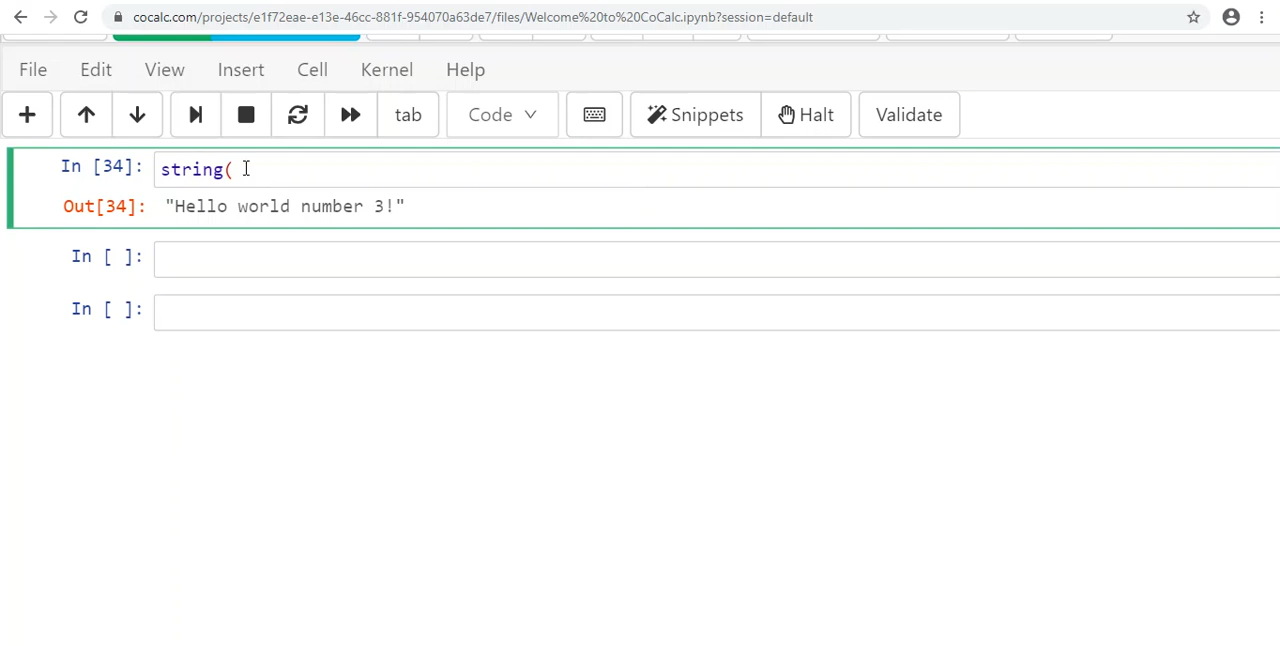 cocalc.com/projects/e1f72eae-e13e-46cc-881f-954070a63de7/files/Welcome%20to%20CoCalc.ipynb?session=default
File Edit View Insert Cell Kernel Help
tab Code Snippets Halt Validate
In [34]: string(
Out[34]: "Hello world number 3!"
In [ ]:
In [ ]: